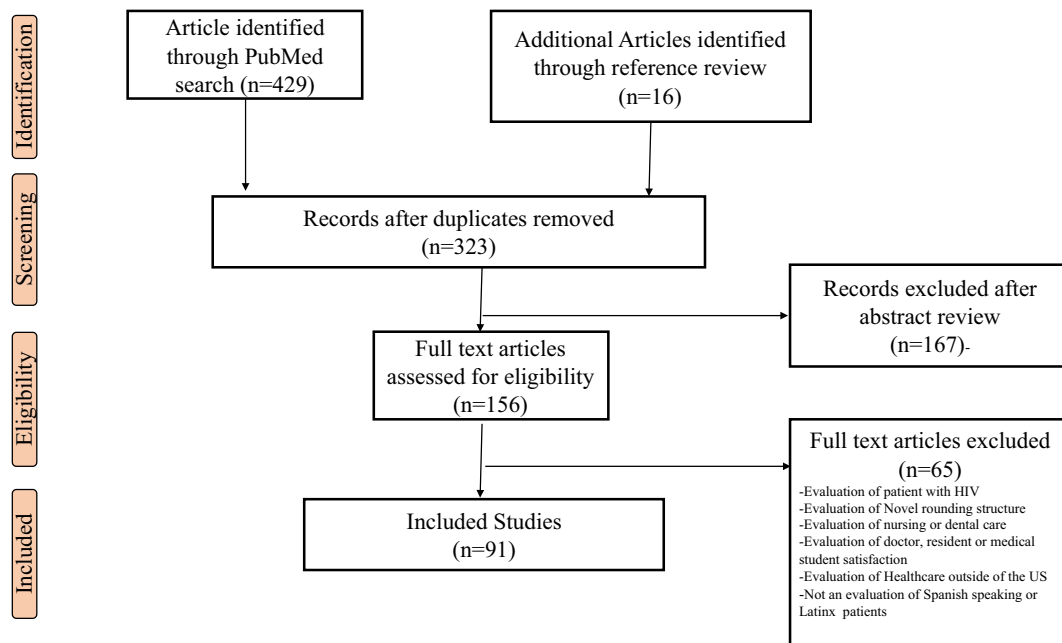 Identification
Article identified
through PubMed
search (n=429)
Additional Articles identified
through reference review
(n=16)
Screening
Records after duplicates removed
(n=323)
Records excluded after
abstract review
(n=167)-
Eligibility
Full text articles
assessed for eligibility
(n=156)
Full text articles excluded
(n=65)
-Evaluation of patient with HIV
-Evaluation of Novel rounding structure
-Evaluation of nursing or dental care
-Evaluation of doctor, resident or medical
student satisfaction
-Evaluation of Healthcare outside of the US
-Not an evaluation of Spanish speaking or
Latinx patients
Included
Included Studies
(n=91)